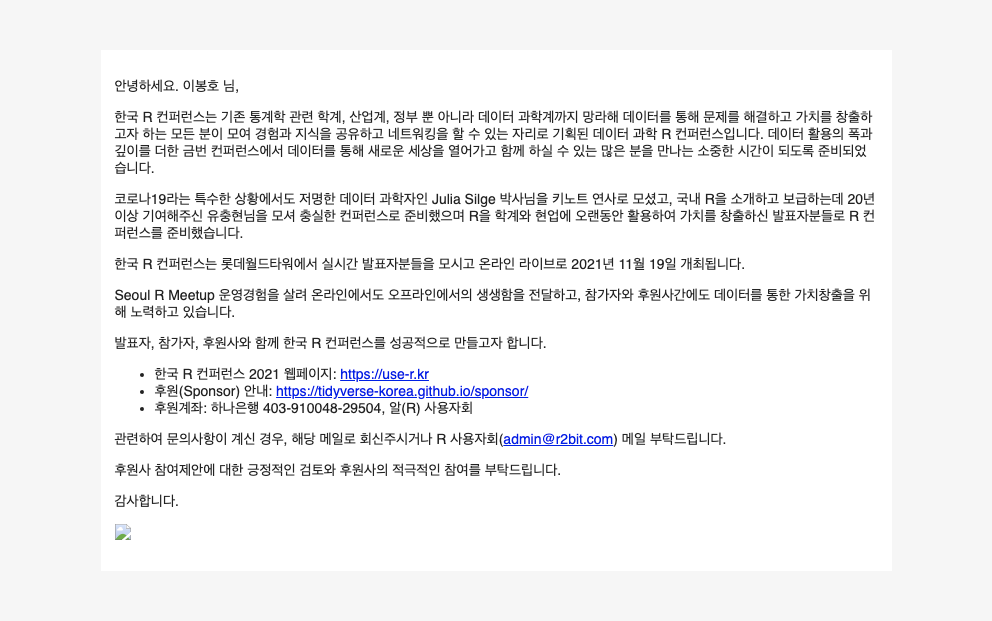 안녕하세요. 이봉호 님,
한국 R 컨퍼런스는 기존 통계학 관련 학계, 산업계, 정부 뿐 아니라 데이터 과학계까지 망라해 데이터를 통해 문제를 해결하고 가치를 창출하
고자 하는 모든 분이 모여 경험과 지식을 공유하고 네트워킹을 할 수 있는 자리로 기획된 데이터 과학 R 컨퍼런스입니다. 데이터 활용의 폭과
깊이를 더한 금번 컨퍼런스에서 데이터를 통해 새로운 세상을 열어가고 함께 하실 수 있는 많은 분을 만나는 소중한 시간이 되도록 준비되었
습니다.
코로나19라는 특수한 상황에서도 저명한 데이터 과학자인 Julia Silge 박사님을 키노트 연사로 모셨고, 국내 R을 소개하고 보급하는데 20년
이상 기여해주신 유충현님을 모셔 충실한 컨퍼런스로 준비했으며 R을 학계와 현업에 오랜동안 활용하여 가치를 창출하신 발표자분들로 R 컨
퍼런스를 준비했습니다.
한국 R 컨퍼런스는 롯데월드타워에서 실시간 발표자분들을 모시고 온라인 라이브로 2021년 11월 19일 개최됩니다.
Seoul R Meetup 운영경험을 살려 온라인에서도 오프라인에서의 생생함을 전달하고, 참가자와 후원사간에도 데이터를 통한 가치창출을 위
해 노력하고 있습니다.
발표자, 참가자, 후원사와 함께 한국 R 컨퍼런스를 성공적으로 만들고자 합니다.
• 한국 R 컨퍼런스 2021 웹페이지: https://use-r.kr
• 후원(Sponsor) 안내: https://tidyverse-korea.github.io/sponsor/
• 후원계좌: 하나은행 403-910048-29504, 알(R) 사용자회
관련하여 문의사항이 계신 경우, 해당 메일로 회신주시거나 R 사용자회(admin@r2bit.com) 메일 부탁드립니다.
후원사 참여제안에 대한 긍정적인 검토와 후원사의 적극적인 참여를 부탁드립니다.
감사합니다.